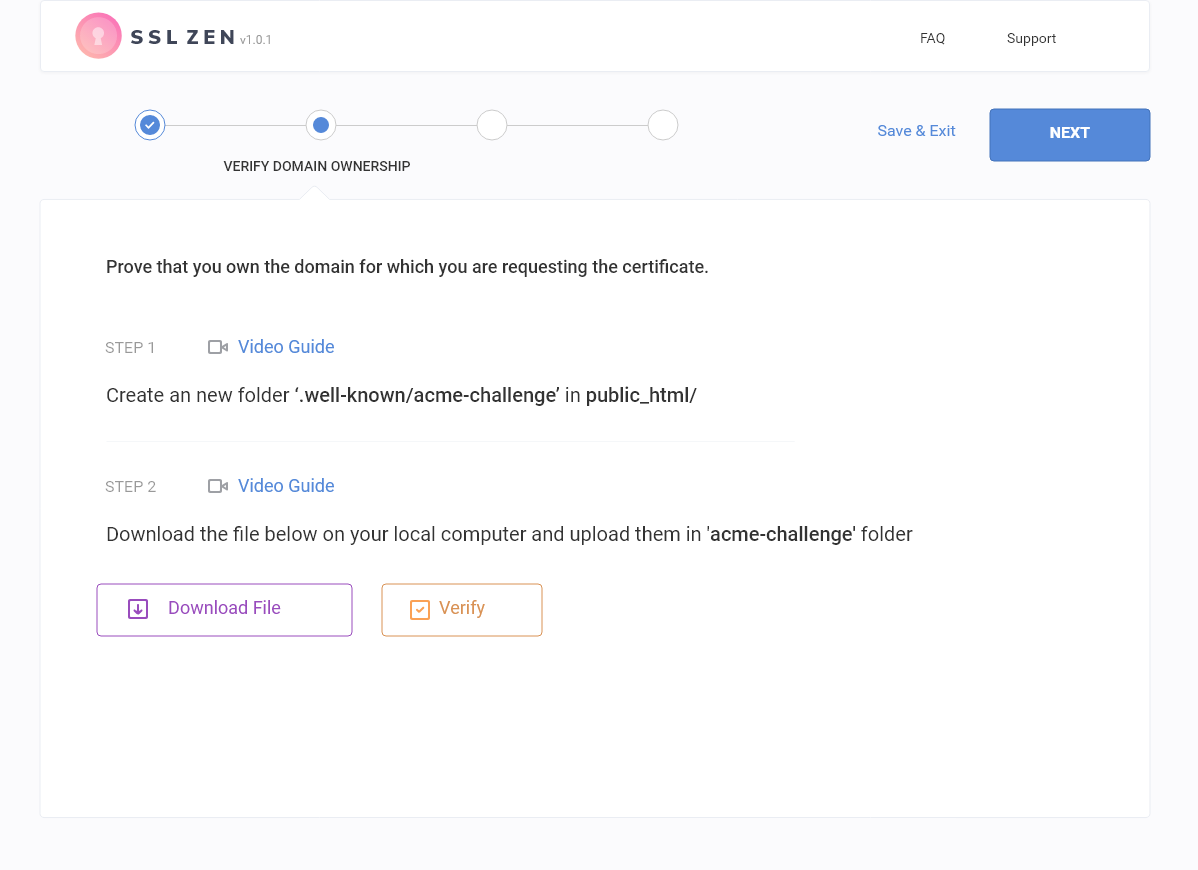 SSL ZEN v1.0.1
FAQ
Support
Save & Exit
NEXT
VERIFY DOMAIN OWNERSHIP
Prove that you own the domain for which you are requesting the certificate.
STEP 1
Video Guide
Create an new folder ‘.well-known/acme-challenge’ in public_html/
STEP 2
Video Guide
Download the file below on your local computer and upload them in 'acme-challenge' folder
Download File
Verify